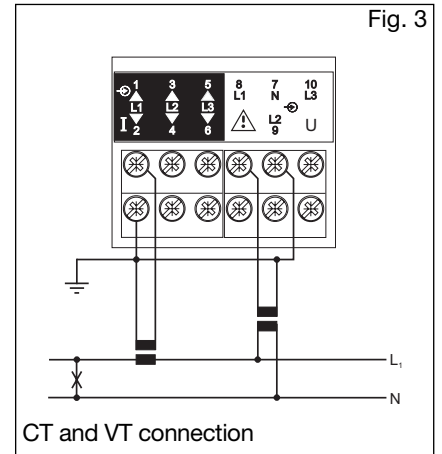 Fig. 3
1 3 5 8 7 10
L1 N L3
L1 L2 L3
L2
I 2 4 6 9 U
L1
N
CT and VT connection